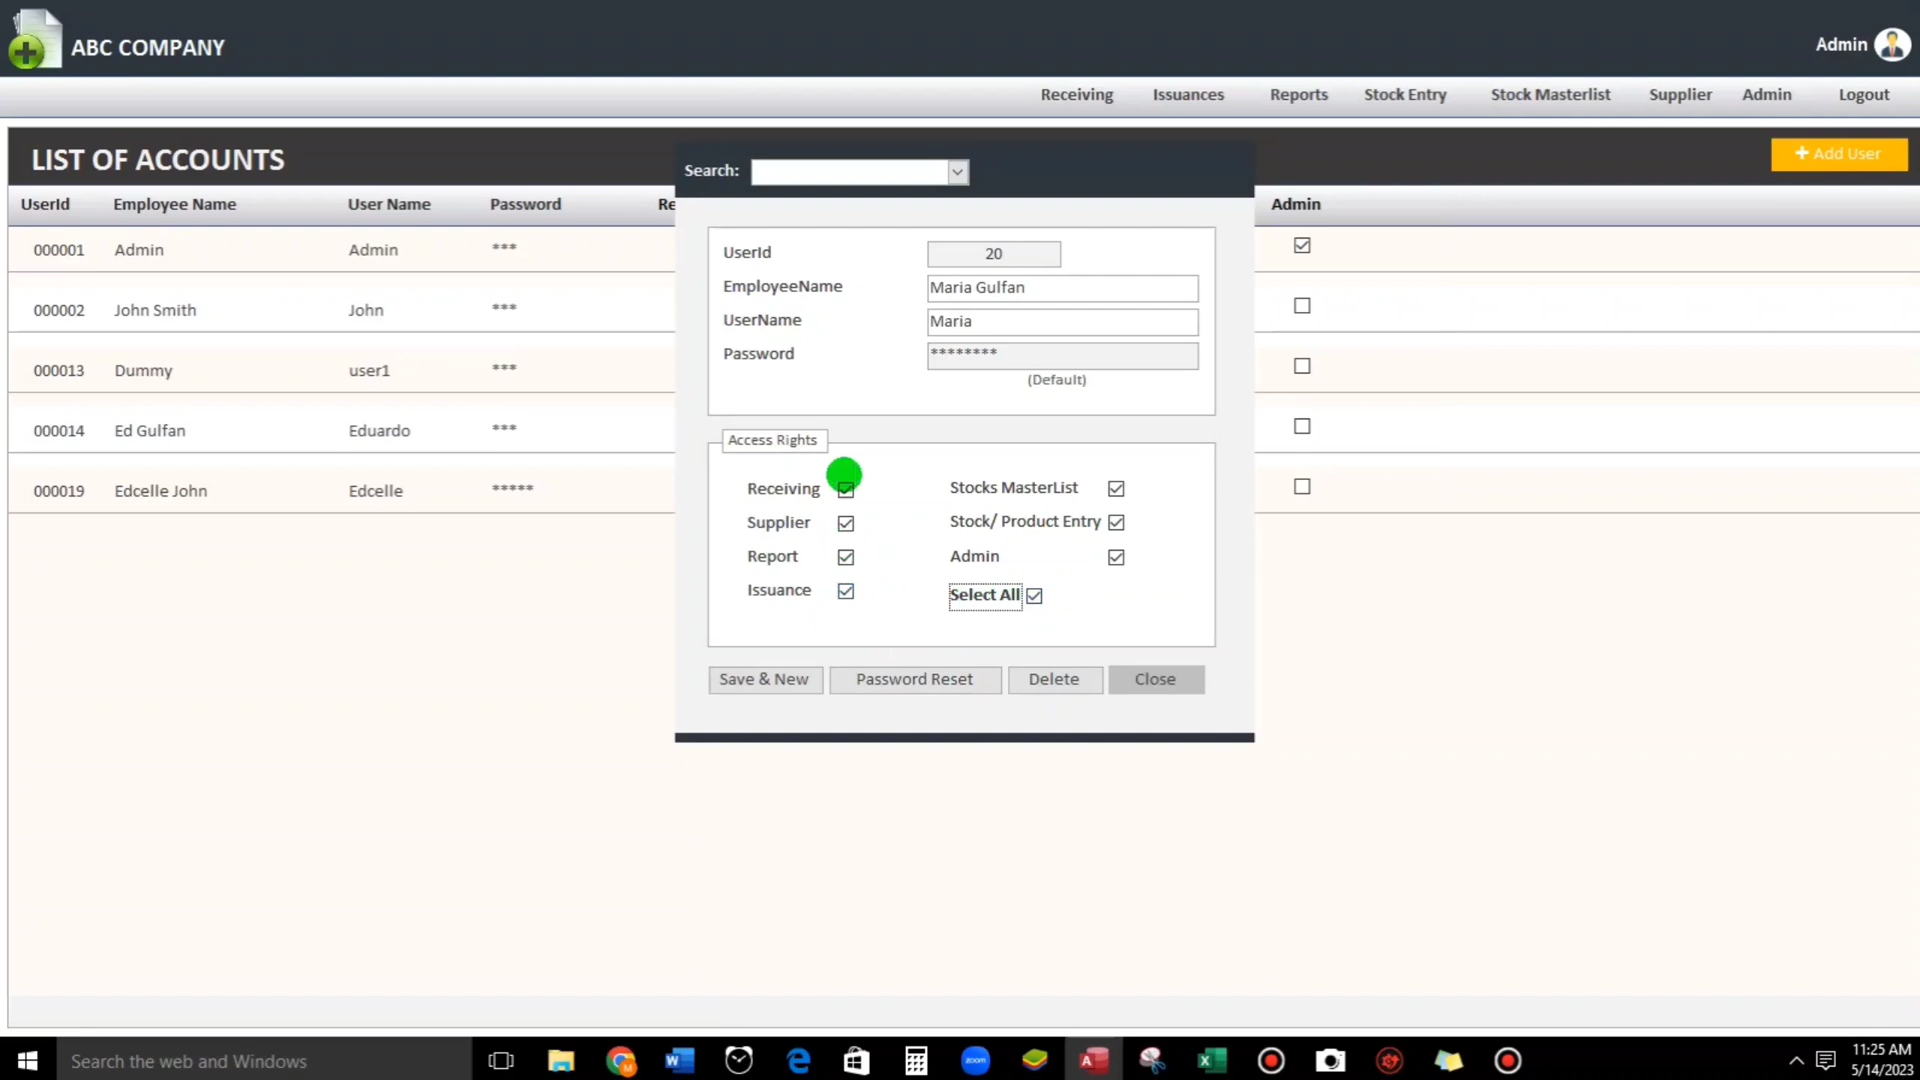 ABC COMPANY
Admin
Receiving Issuances Reports Stock Entry Stock Masterlist Supplier Admin Logout
LIST OF ACCOUNTS
+ Add User
UserId Employee Name User Name Password Re Admin
000001 Admin Admin ***
000002 John Smith John ***
000013 Dummy user1 ***
000014 Ed Gulfan Eduardo ***
000019 Edcelle John Edcelle *****
Search:
UserId 20
EmployeeName Maria Gulfan
UserName Maria
Password ********
(Default)
Access Rights
Receiving Stocks MasterList
Supplier Stock/ Product Entry
Report Admin
Issuance Select All
Save & New Password Reset Delete Close
Search the web and Windows
zoom
11:25 AM
5/14/2023